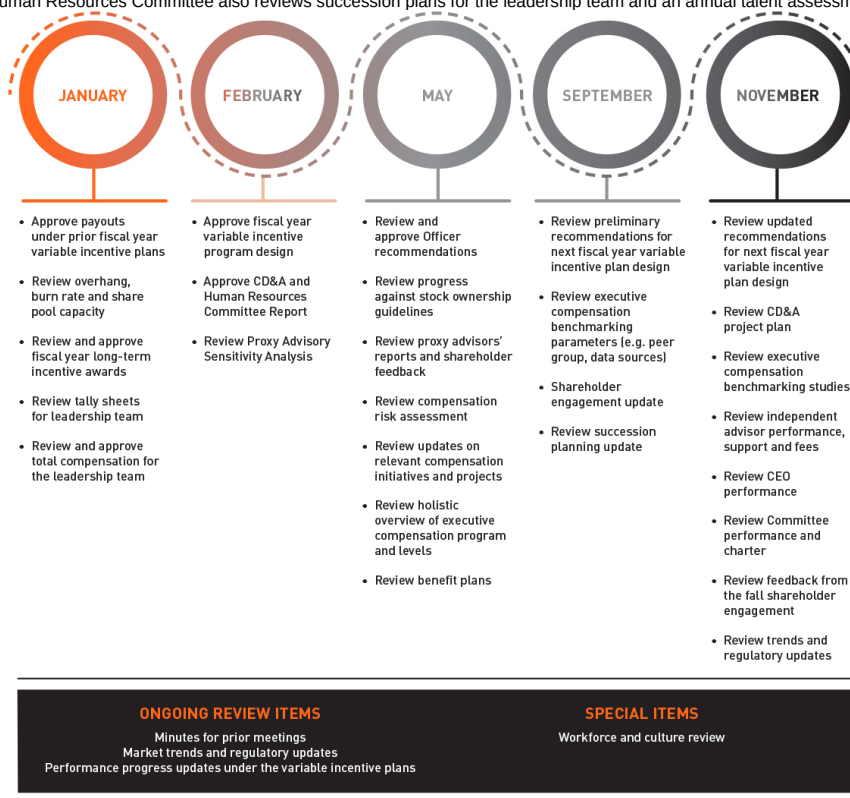 uman Resources Committee also reviews succession plans for the leadership team and an annual talent assessm
JANUARY
• Approve payouts
under prior fiscal year
variable incentive plans
• Review overhang,
burn rate and share
pool capacity
• Review and approve
fiscal year long-term
incentive awards
• Review tally sheets
for leadership team
• Review and approve
total compensation for
the leadership team
FEBRUARY
• Approve fiscal year
variable incentive
program design
• Approve CD&A and
Human Resources
Committee Report
• Review Proxy Advisory
Sensitivity Analysis
MAY
• Review and
approve Officer
recommendations
• Review progress
against stock ownership
guidelines
• Review proxy advisors’
reports and shareholder
feedback
• Review compensation
risk assessment
• Review updates on
relevant compensation
initiatives and projects
• Review holistic
overview of executive
compensation program
and levels
• Review benefit plans
SEPTEMBER
• Review preliminary
recommendations for
next fiscal year variable
incentive plan design
• Review executive
compensation
benchmarking
parameters (e.g. peer
group, data sources)
• Shareholder
engagement update
• Review succession
planning update
NOVEMBER
• Review updated
recommendations
for next fiscal year
variable incentive
plan design
• Review CD&A
project plan
• Review executive
compensation
benchmarking studies
• Review independent
advisor performance,
support and fees
• Review CEO
performance
• Review Committee
performance and
charter
• Review feedback from
the fall shareholder
engagement
• Review trends and
regulatory updates
ONGOING REVIEW ITEMS
Minutes for prior meetings
Market trends and regulatory updates
Performance progress updates under the variable incentive plans
SPECIAL ITEMS
Workforce and culture review